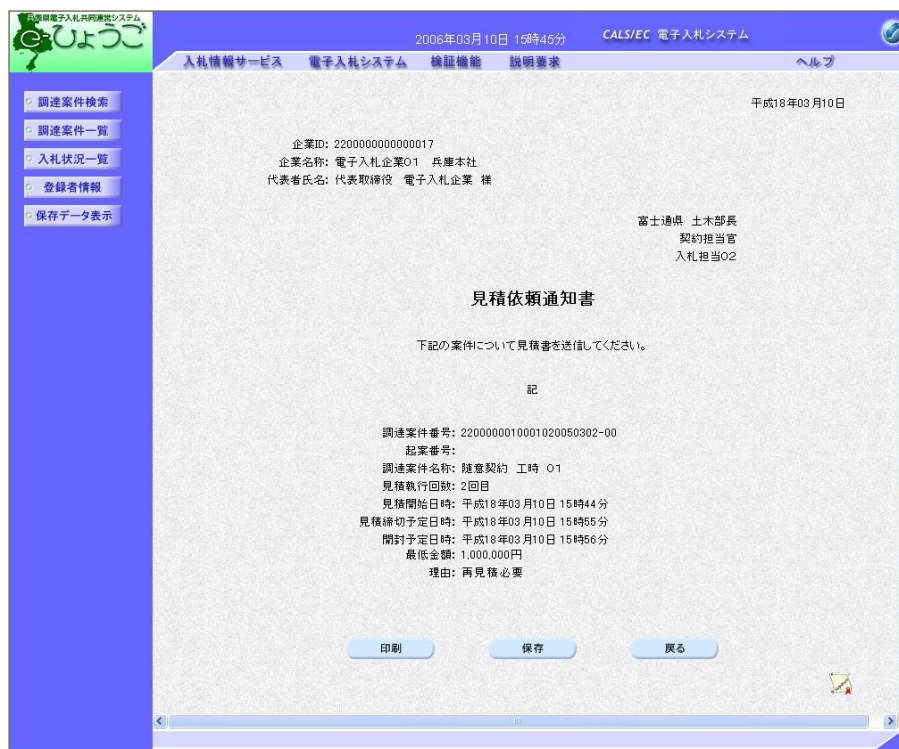 兵庫県電子入札共同運営システム
e-ひょうご
2006年03月10日 15時45分
CALS/EC 電子入札システム
入札情報サービス 電子入札システム 検証機能 説明要求 ヘルプ
調達案件検索
調達案件一覧
入札状況一覧
登録者情報
保存データ表示
平成18年03月10日
企業ID: 2200000000000017
企業名称: 電子入札企業01 兵庫本社
代表者氏名: 代表取締役 電子入札企業 様
富士通県 土木部長
契約担当官
入札担当02
見積依頼通知書
下記の案件について見積書を送信してください。
記
調達案件番号: 2200000010001020050302-00
起案番号:
調達案件名称: 随意契約 工時 01
見積執行回数: 2回目
見積開始日時: 平成18年03月10日 15時44分
見積締切予定日時: 平成18年03月10日 15時55分
開封予定日時: 平成18年03月10日 15時56分
最低金額: 1,000,000円
理由: 再見積必要
印刷 保存 戻る